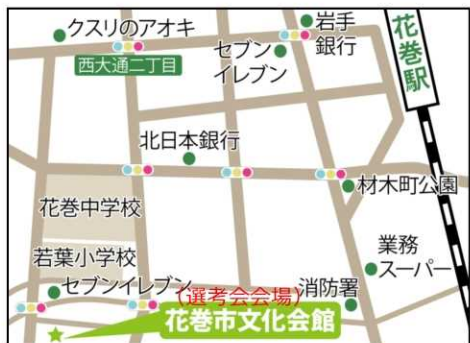 クスリのアオキ
岩手
銀行
セブン
イレブン
西大通二丁目
花巻駅
北日本銀行
材木町公園
花巻中学校
若葉小学校
業務
スーパー
セブンイレブン
消防署
(選考会会場)
花巻市文化会館